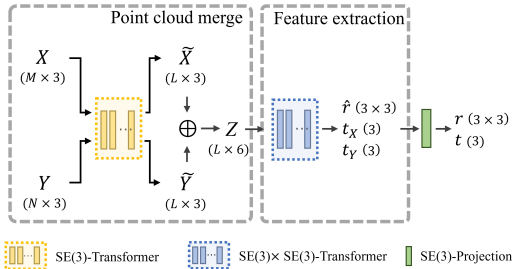 Point cloud merge
Feature extraction
X
(M × 3)
X̃
(L × 3)
...
⊕
Z
(L × 6)
Y
(N × 3)
Ỹ
(L × 3)
...
r̂ (3 × 3)
t_X (3)
t_Y (3)
r (3 × 3)
t (3)
... SE(3)-Transformer
... SE(3)× SE(3)-Transformer
SE(3)-Projection